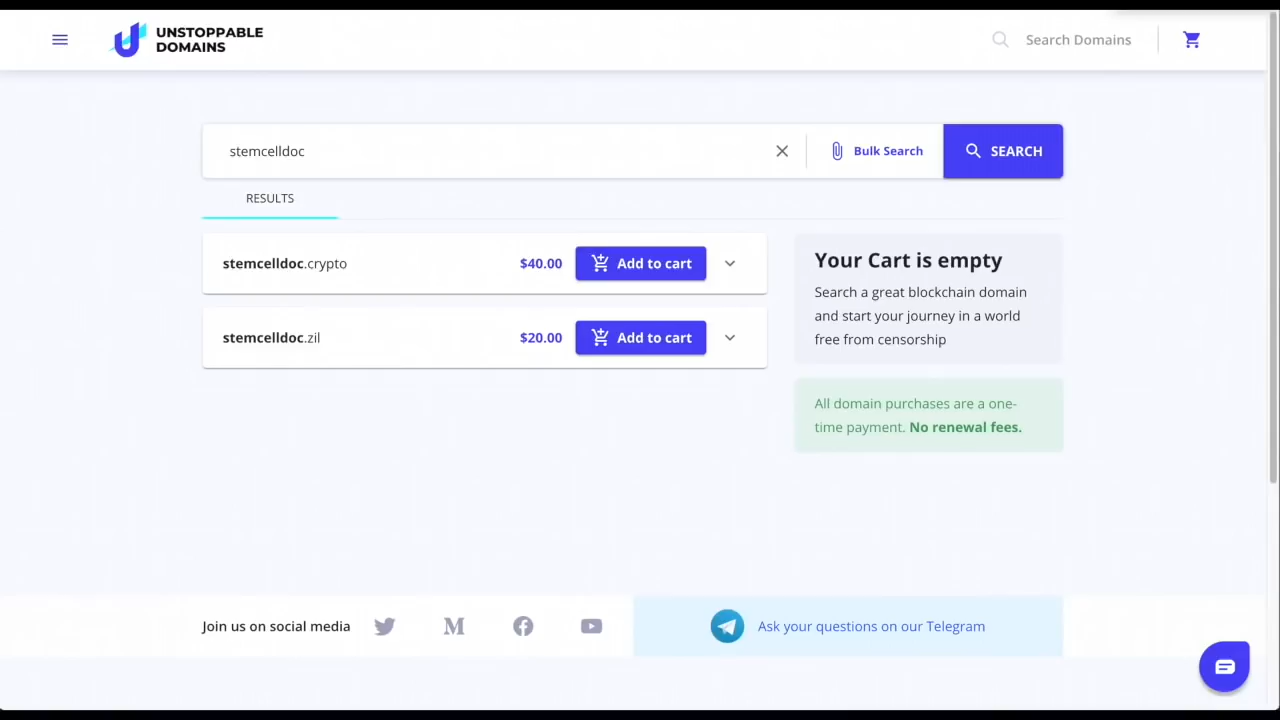 UNSTOPPABLE
DOMAINS
Search Domains
stemcelldoc
Bulk Search
SEARCH
RESULTS
stemcelldoc.crypto
$40.00
Add to cart
stemcelldoc.zil
$20.00
Add to cart
Your Cart is empty
Search a great blockchain domain
and start your journey in a world
free from censorship
All domain purchases are a one-
time payment. No renewal fees.
Join us on social media
Ask your questions on our Telegram